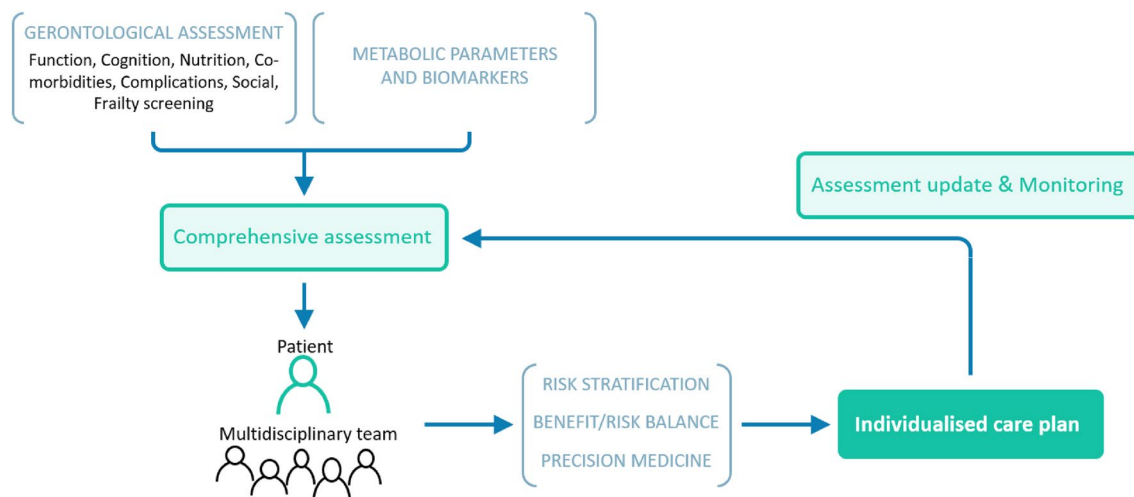 GERONTOLOGICAL ASSESSMENT
Function, Cognition, Nutrition, Co-
morbidities, Complications, Social,
Frailty screening
METABOLIC PARAMETERS
AND BIOMARKERS
Assessment update & Monitoring
Comprehensive assessment
Patient
Multidisciplinary team
RISK STRATIFICATION
BENEFIT/RISK BALANCE
PRECISION MEDICINE
Individualised care plan